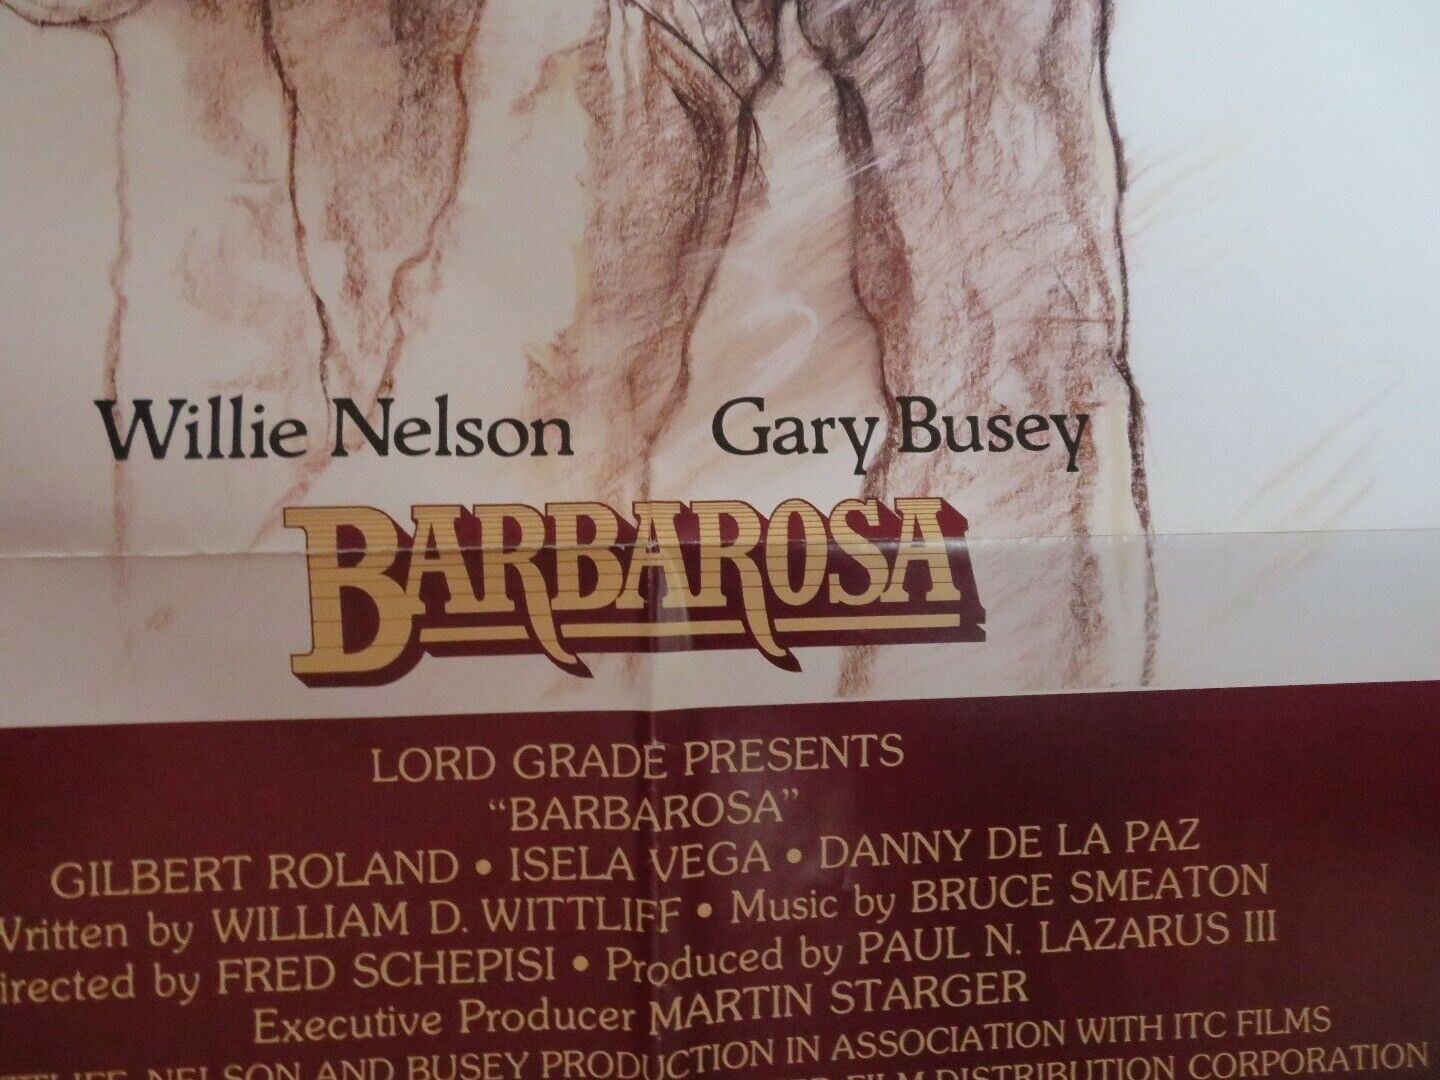 Willie Nelson Gary Busey
BARBAROSA
LORD GRADE PRESENTS
"BARBAROSA"
GILBERT ROLAND • ISELA VEGA • DANNY DE LA PAZ
Written by WILLIAM D. WITTLIFF • Music by BRUCE SMEATON
Directed by FRED SCHEPISI • Produced by PAUL N. LAZARUS III
Executive Producer MARTIN STARGER
NELSON AND BUSEY PRODUCTION IN ASSOCIATION WITH ITC FILMS
FILM DISTRIBUTION CORPORATION